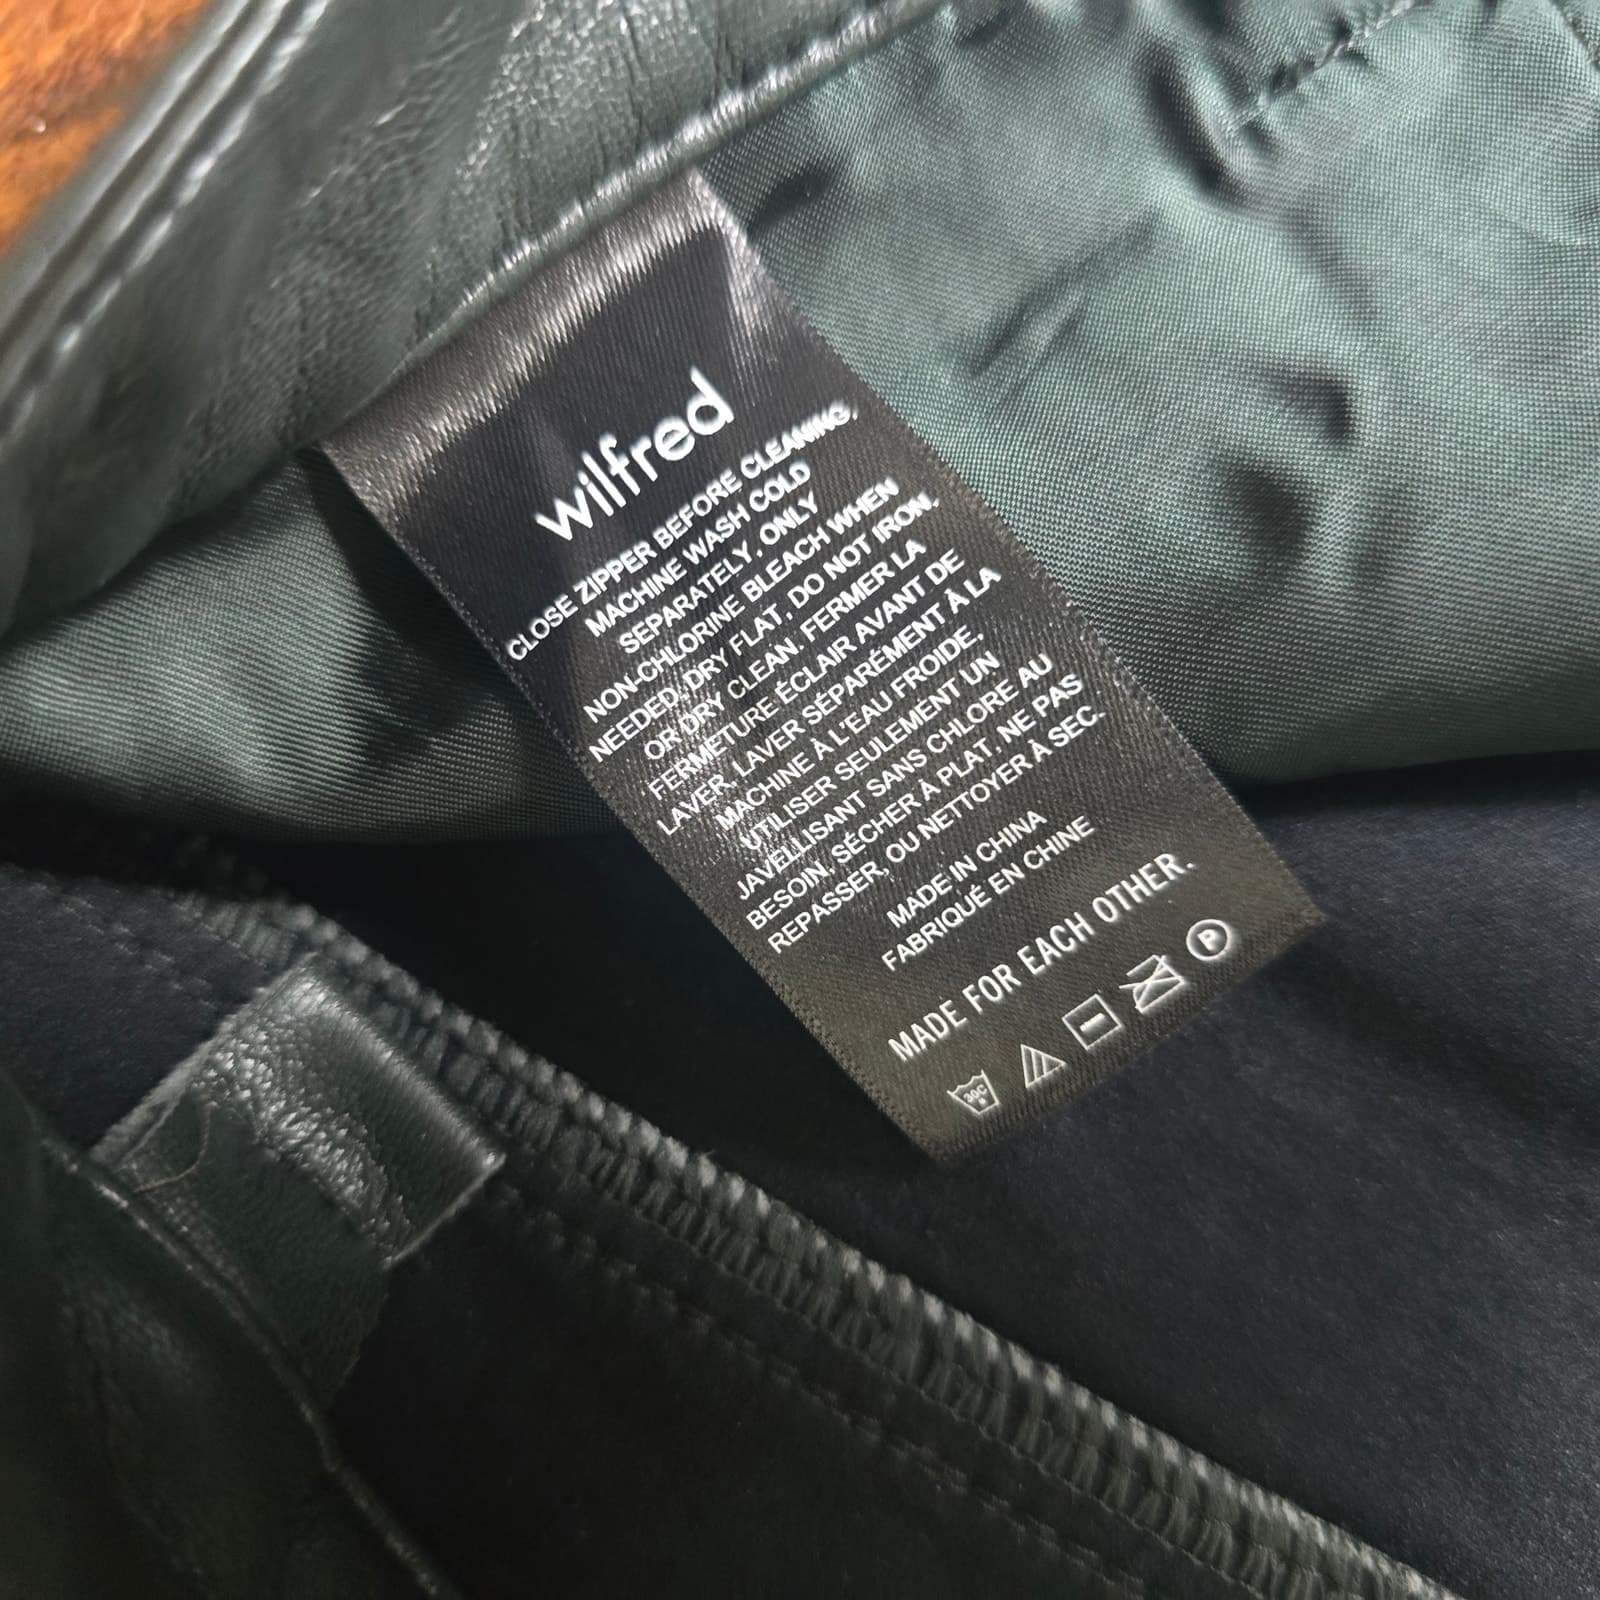 wilfred
CLOSE ZIPPER BEFORE CLEANING,
MACHINE WASH COLD
SEPARATELY, ONLY
NON-CHLORINE BLEACH WHEN
NEEDED, DRY FLAT, DO NOT IRON,
OR DRY CLEAN. FERMER LA
FERMETURE ÉCLAIR AVANT DE
LAVER, LAVER SÉPARÉMENT À LA
MACHINE À L'EAU FROIDE.
UTILISER SEULEMENT UN
JAVELLISANT SANS CHLORE AU
BESOIN, SÉCHER À PLAT, NE PAS
REPASSER, OU NETTOYER À SEC.
MADE IN CHINA
FABRIQUÉ EN CHINE
MADE FOR EACH OTHER.
30C
P